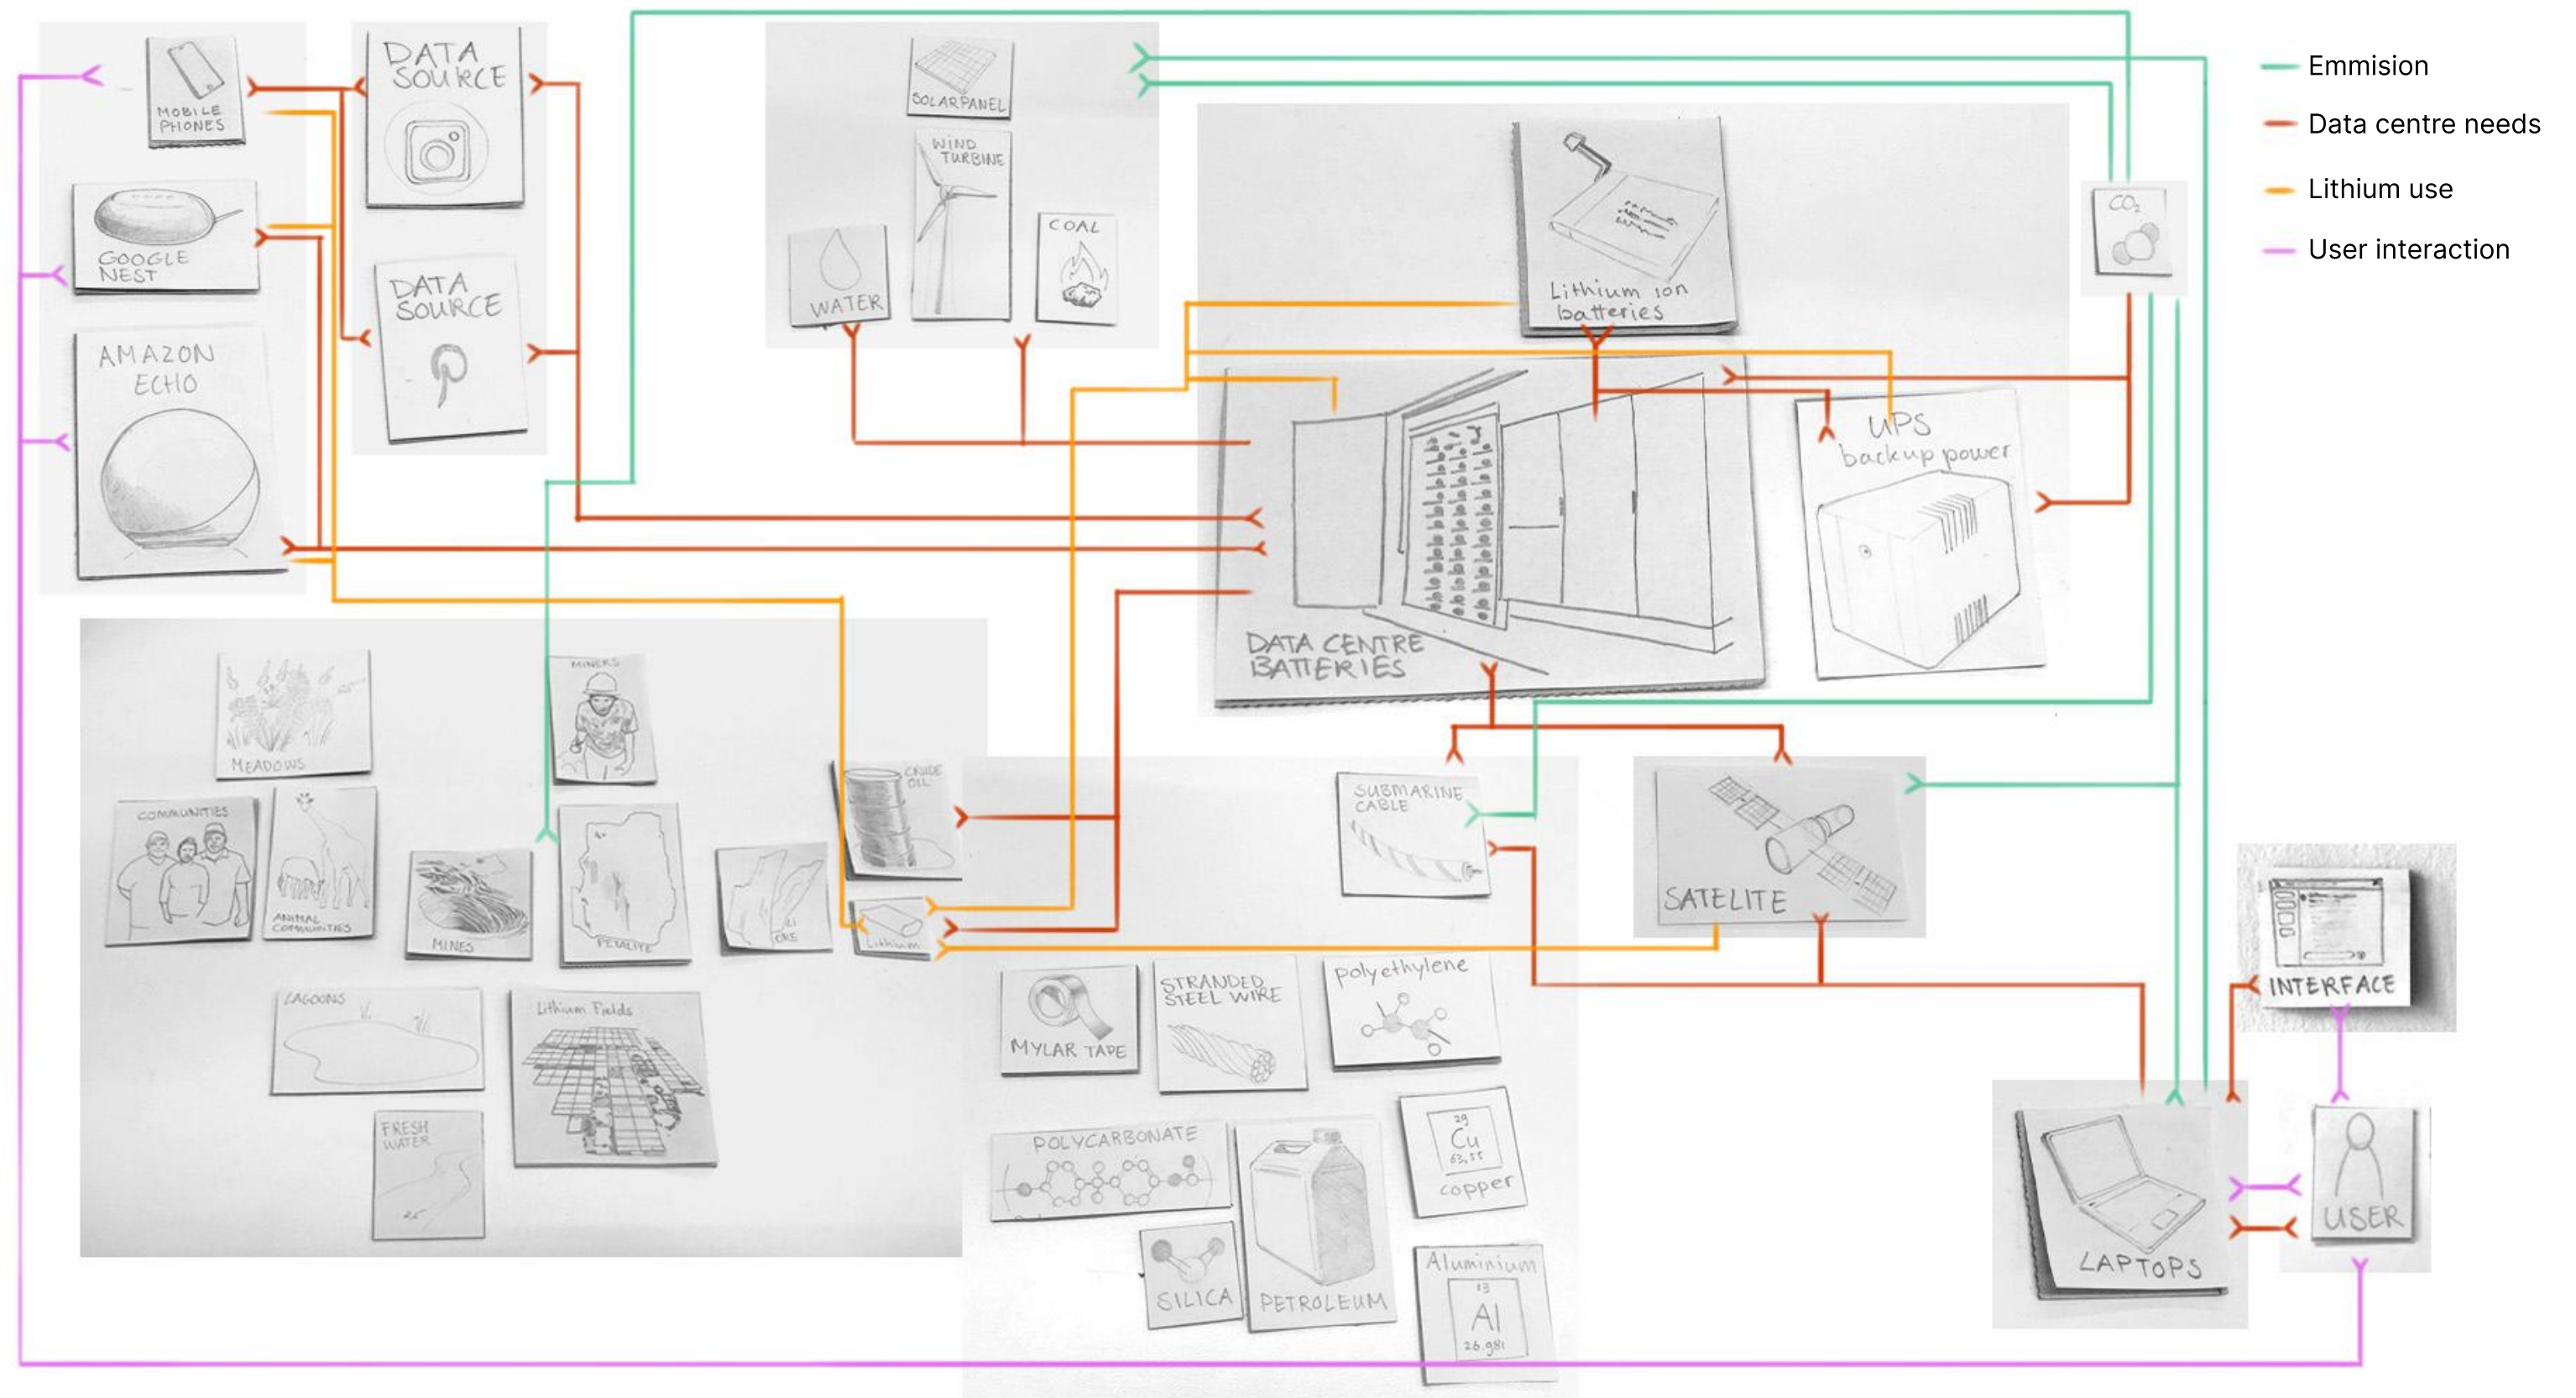 Emmision
Data centre needs
Lithium use
User interaction
MOBILE
PHONES
GOOGLE
NEST
AMAZON
ECHO
DATA
SOURCE
DATA
SOURCE
SOLARPANEL
WIND
TURBINE
WATER
COAL
Lithium ion
batteries
CO2
DATA CENTRE
BATTERIES
UPS
backup power
MEADOWS
MINERS
COMMUNITIES
ANIMAL
COMMUNITIES
MINES
PETALITE
LI
ORE
CRUDE
OIL
Lithium
LAGOONS
Lithium Fields
FRESH
WATER
SUBMARINE
CABLE
SATELITE
MYLAR TAPE
STRANDED
STEEL WIRE
polyethylene
POLYCARBONATE
SILICA
PETROLEUM
29
Cu
63,55
copper
Aluminium
13
Al
26.981
INTERFACE
LAPTOPS
USER